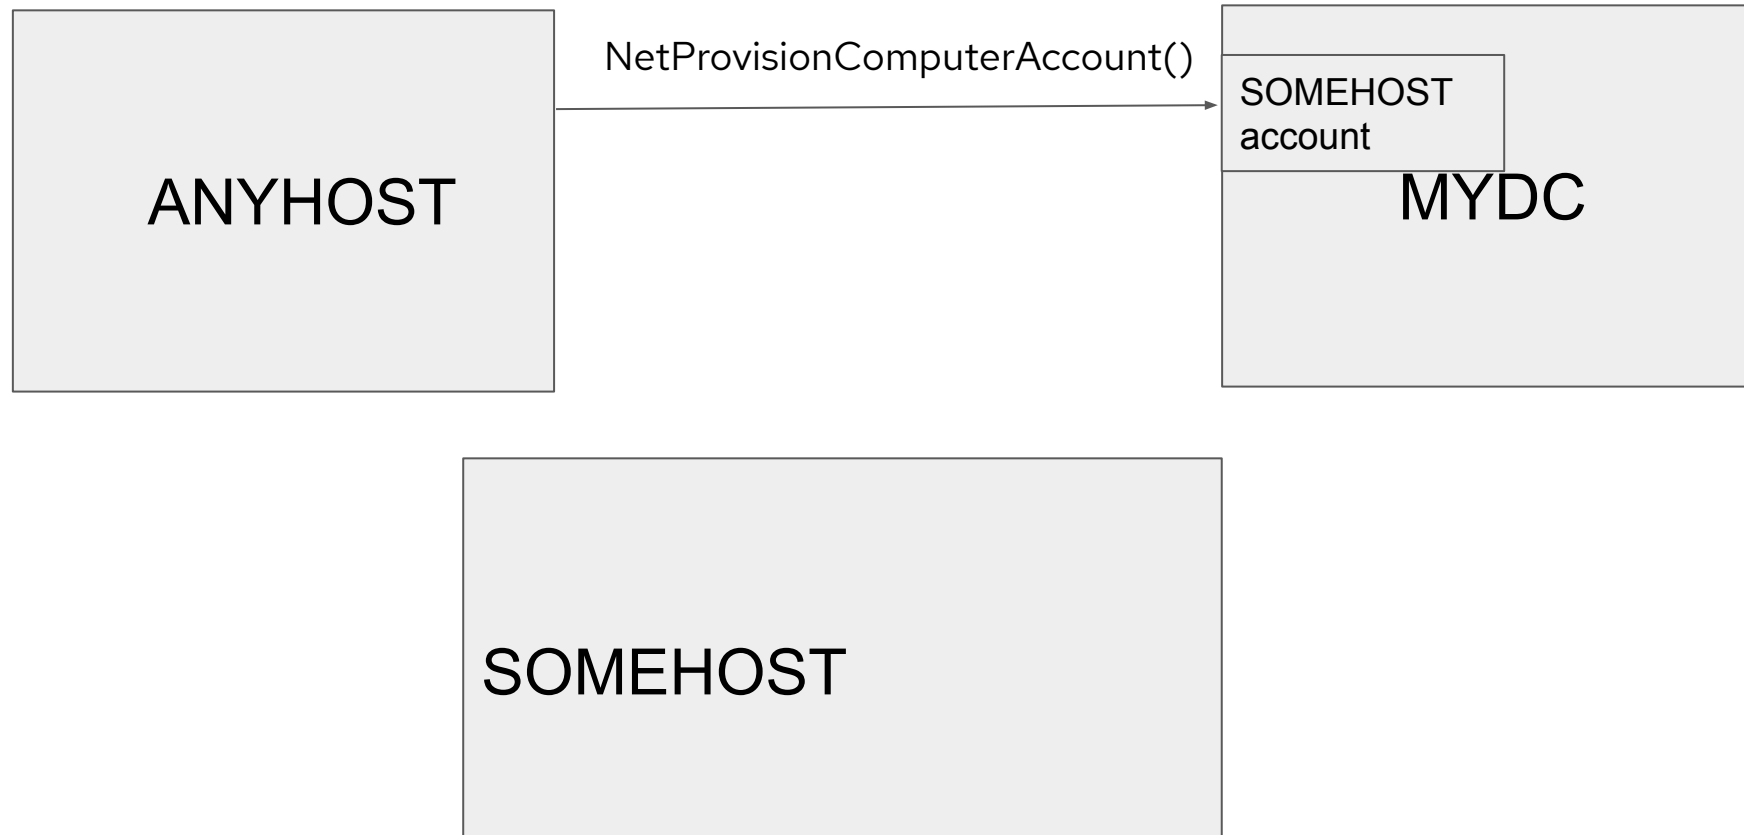 NetProvisionComputerAccount()
SOMEHOST
account
ANYHOST
MYDC
SOMEHOST